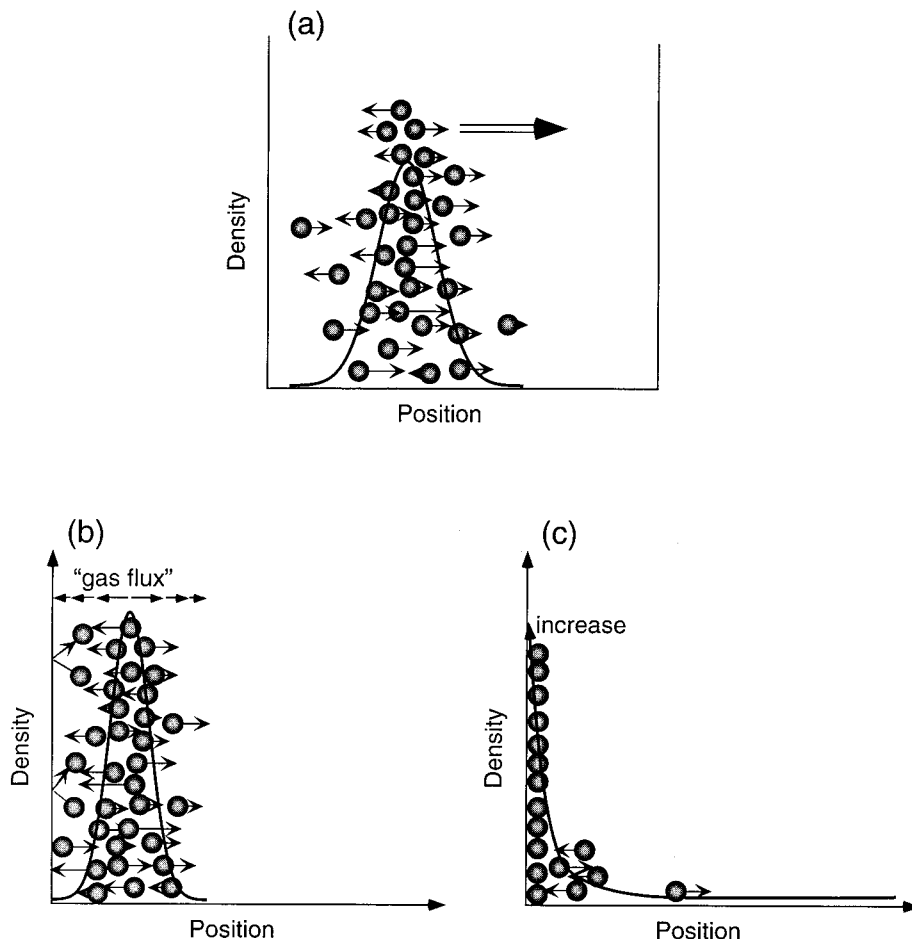 (a)
Density
Position
(b)
"gas flux"
Density
Position
(c)
increase
Density
Position